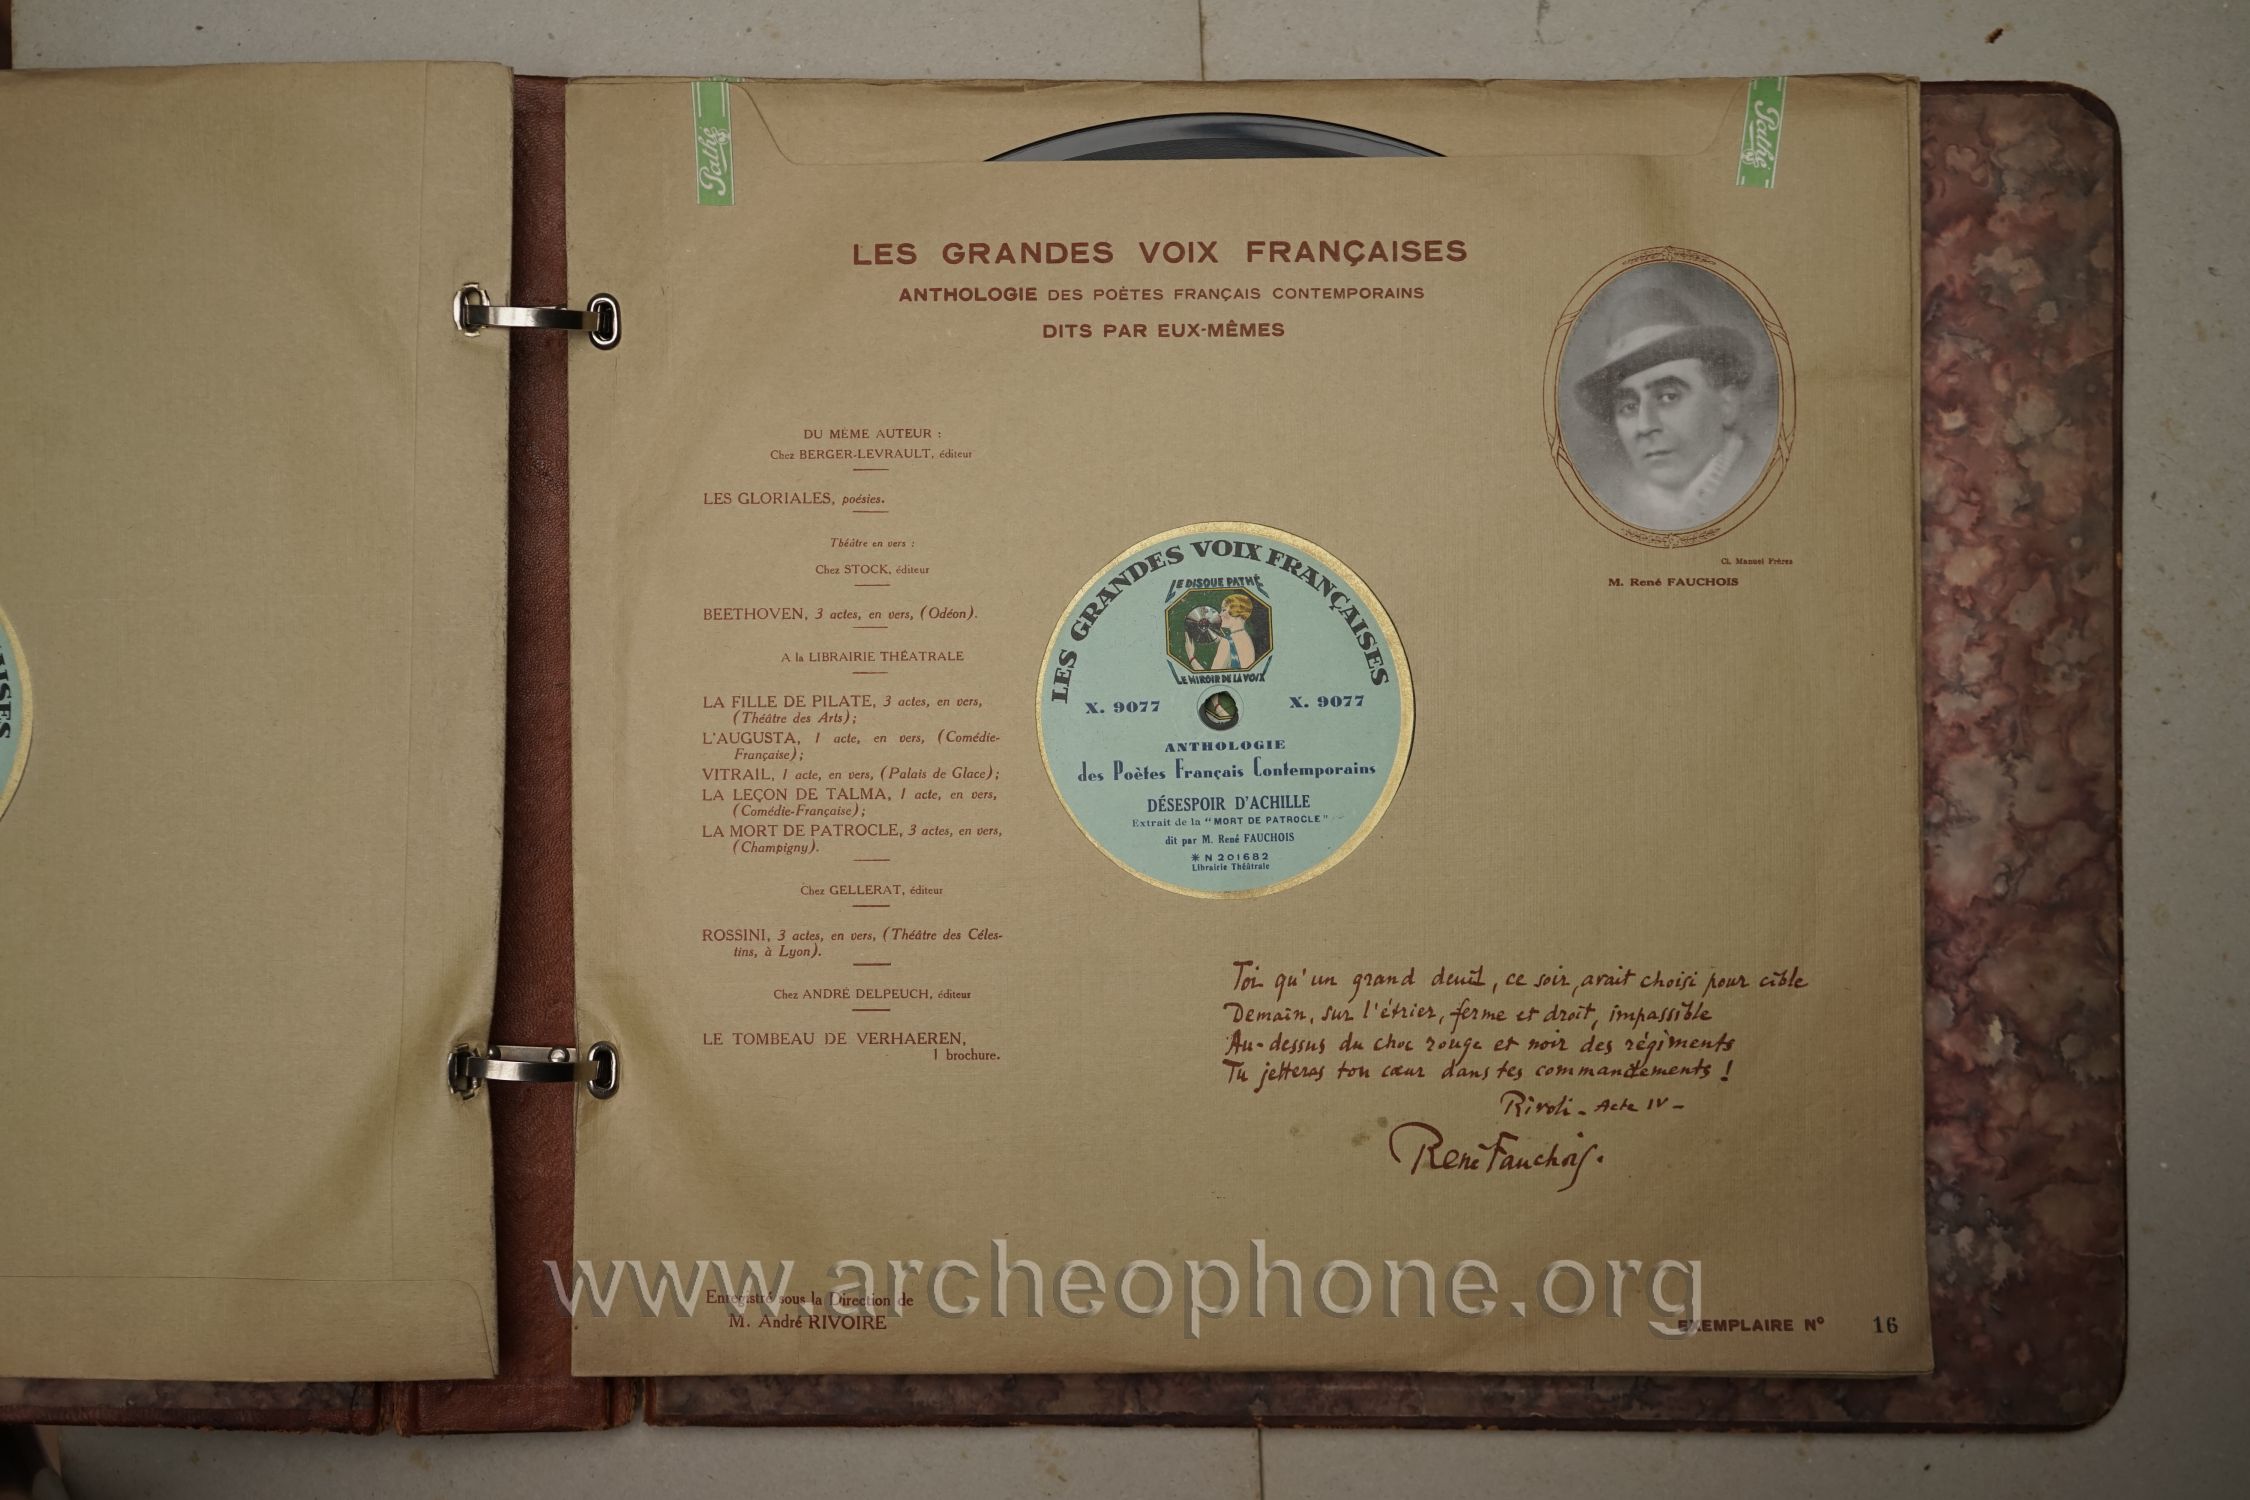 Pathé
Pathé
LES GRANDES VOIX FRANÇAISES
ANTHOLOGIE DES POÈTES FRANÇAIS CONTEMPORAINS
DITS PAR EUX-MÊMES
DU MÊME AUTEUR :
Chez BERGER-LEVRAULT, éditeur
LES GLORIALES, poésies.
Théâtre en vers :
Chez STOCK, éditeur
BEETHOVEN, 3 actes, en vers, (Odéon).
A la LIBRAIRIE THÉATRALE
LA FILLE DE PILATE, 3 actes, en vers,
(Théâtre des Arts);
L'AUGUSTA, 1 acte, en vers, (Comédie-
Française);
VITRAIL, 1 acte, en vers, (Palais de Glace);
LA LEÇON DE TALMA, 1 acte, en vers,
(Comédie-Française);
LA MORT DE PATROCLE, 3 actes, en vers,
(Champigny).
Chez GELLERAT, éditeur
ROSSINI, 3 actes, en vers, (Théâtre des Céles-
tins, à Lyon).
Chez ANDRÉ DELPEUCH, éditeur
LE TOMBEAU DE VERHAEREN,
1 brochure.
Enregistré sous la Direction de
M. André RIVOIRE
LES GRANDES VOIX FRANÇAISES
LE DISQUE PATHÉ
LE MIROIR DE LA VOIX
X. 9077 X. 9077
ANTHOLOGIE
des Poètes Français Contemporains
DÉSESPOIR D'ACHILLE
Extrait de la "MORT DE PATROCLE"
dit par M. René FAUCHOIS
* N 201682
Librairie Théâtrale
Cl. Manuel Frères
M. René FAUCHOIS
Toi qu'un grand deuil, ce soir, avait choisi pour cible
Demain, sur l'étrier, ferme et droit, impassible
Au-dessus du choc rouge et noir des régiments
Tu jetteras ton cœur dans tes commandements !
Rivoli - Acte IV -
René Fauchois.
EXEMPLAIRE Nº 16
www.archeophone.org